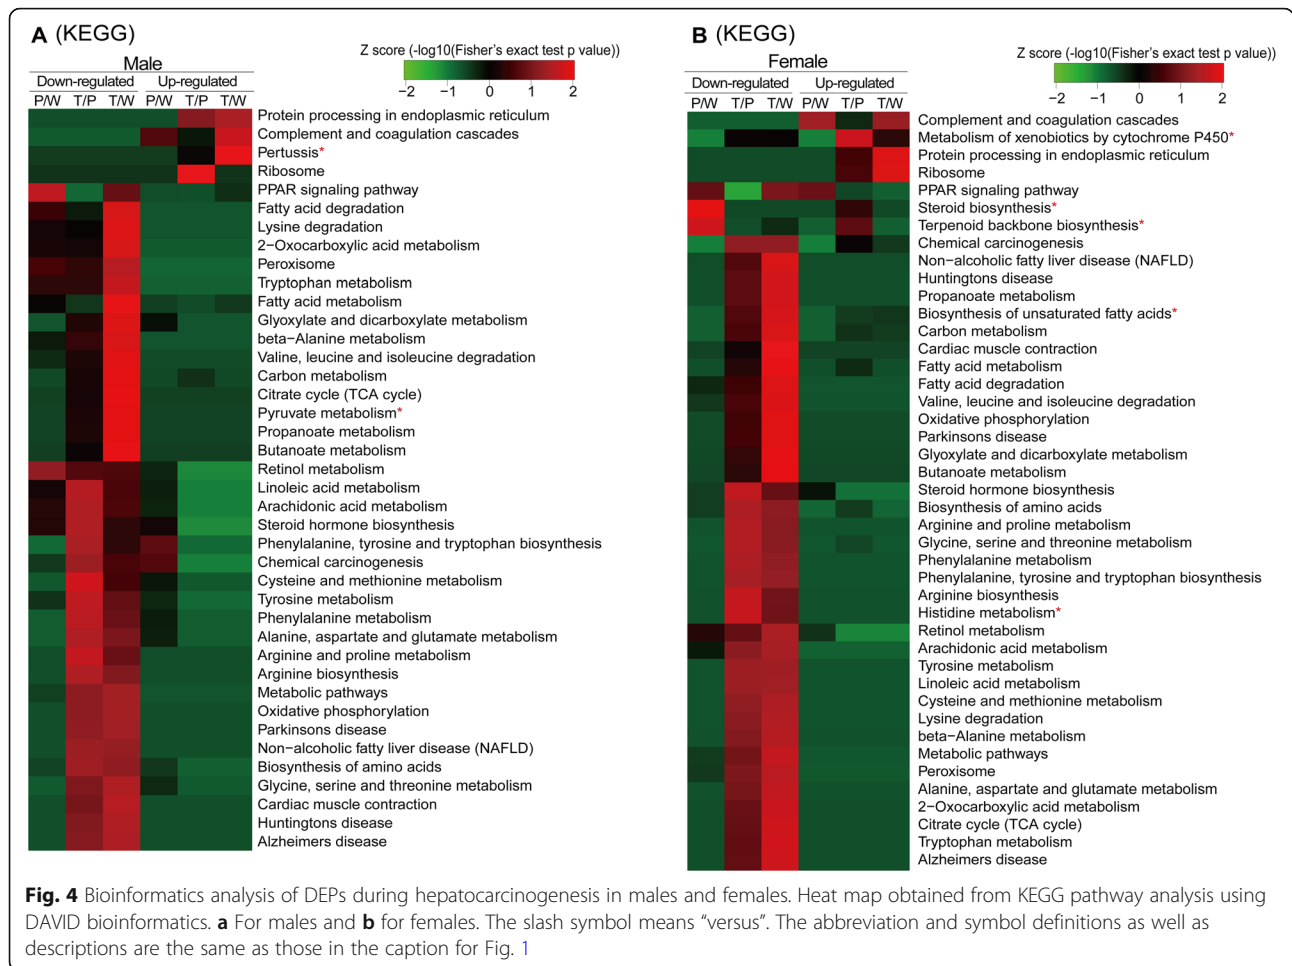 A (KEGG)
Z score (-log10(Fisher's exact test p value))
−2 −1 0 1 2
Male
Down-regulated Up-regulated
P/W T/P T/W P/W T/P T/W
Protein processing in endoplasmic reticulum
Complement and coagulation cascades
Pertussis*
Ribosome
PPAR signaling pathway
Fatty acid degradation
Lysine degradation
2−Oxocarboxylic acid metabolism
Peroxisome
Tryptophan metabolism
Fatty acid metabolism
Glyoxylate and dicarboxylate metabolism
beta−Alanine metabolism
Valine, leucine and isoleucine degradation
Carbon metabolism
Citrate cycle (TCA cycle)
Pyruvate metabolism*
Propanoate metabolism
Butanoate metabolism
Retinol metabolism
Linoleic acid metabolism
Arachidonic acid metabolism
Steroid hormone biosynthesis
Phenylalanine, tyrosine and tryptophan biosynthesis
Chemical carcinogenesis
Cysteine and methionine metabolism
Tyrosine metabolism
Phenylalanine metabolism
Alanine, aspartate and glutamate metabolism
Arginine and proline metabolism
Arginine biosynthesis
Metabolic pathways
Oxidative phosphorylation
Parkinsons disease
Non−alcoholic fatty liver disease (NAFLD)
Biosynthesis of amino acids
Glycine, serine and threonine metabolism
Cardiac muscle contraction
Huntingtons disease
Alzheimers disease
B (KEGG)
Z score (-log10(Fisher's exact test p value))
−2 −1 0 1 2
Female
Down-regulated Up-regulated
P/W T/P T/W P/W T/P T/W
Complement and coagulation cascades
Metabolism of xenobiotics by cytochrome P450*
Protein processing in endoplasmic reticulum
Ribosome
PPAR signaling pathway
Steroid biosynthesis*
Terpenoid backbone biosynthesis*
Chemical carcinogenesis
Non-alcoholic fatty liver disease (NAFLD)
Huntingtons disease
Propanoate metabolism
Biosynthesis of unsaturated fatty acids*
Carbon metabolism
Cardiac muscle contraction
Fatty acid metabolism
Fatty acid degradation
Valine, leucine and isoleucine degradation
Oxidative phosphorylation
Parkinsons disease
Glyoxylate and dicarboxylate metabolism
Butanoate metabolism
Steroid hormone biosynthesis
Biosynthesis of amino acids
Arginine and proline metabolism
Glycine, serine and threonine metabolism
Phenylalanine metabolism
Phenylalanine, tyrosine and tryptophan biosynthesis
Arginine biosynthesis
Histidine metabolism*
Retinol metabolism
Arachidonic acid metabolism
Tyrosine metabolism
Linoleic acid metabolism
Cysteine and methionine metabolism
Lysine degradation
beta−Alanine metabolism
Metabolic pathways
Peroxisome
Alanine, aspartate and glutamate metabolism
2−Oxocarboxylic acid metabolism
Citrate cycle (TCA cycle)
Tryptophan metabolism
Alzheimers disease
Fig. 4 Bioinformatics analysis of DEPs during hepatocarcinogenesis in males and females. Heat map obtained from KEGG pathway analysis using
DAVID bioinformatics. a For males and b for females. The slash symbol means "versus". The abbreviation and symbol definitions as well as
descriptions are the same as those in the caption for Fig. 1